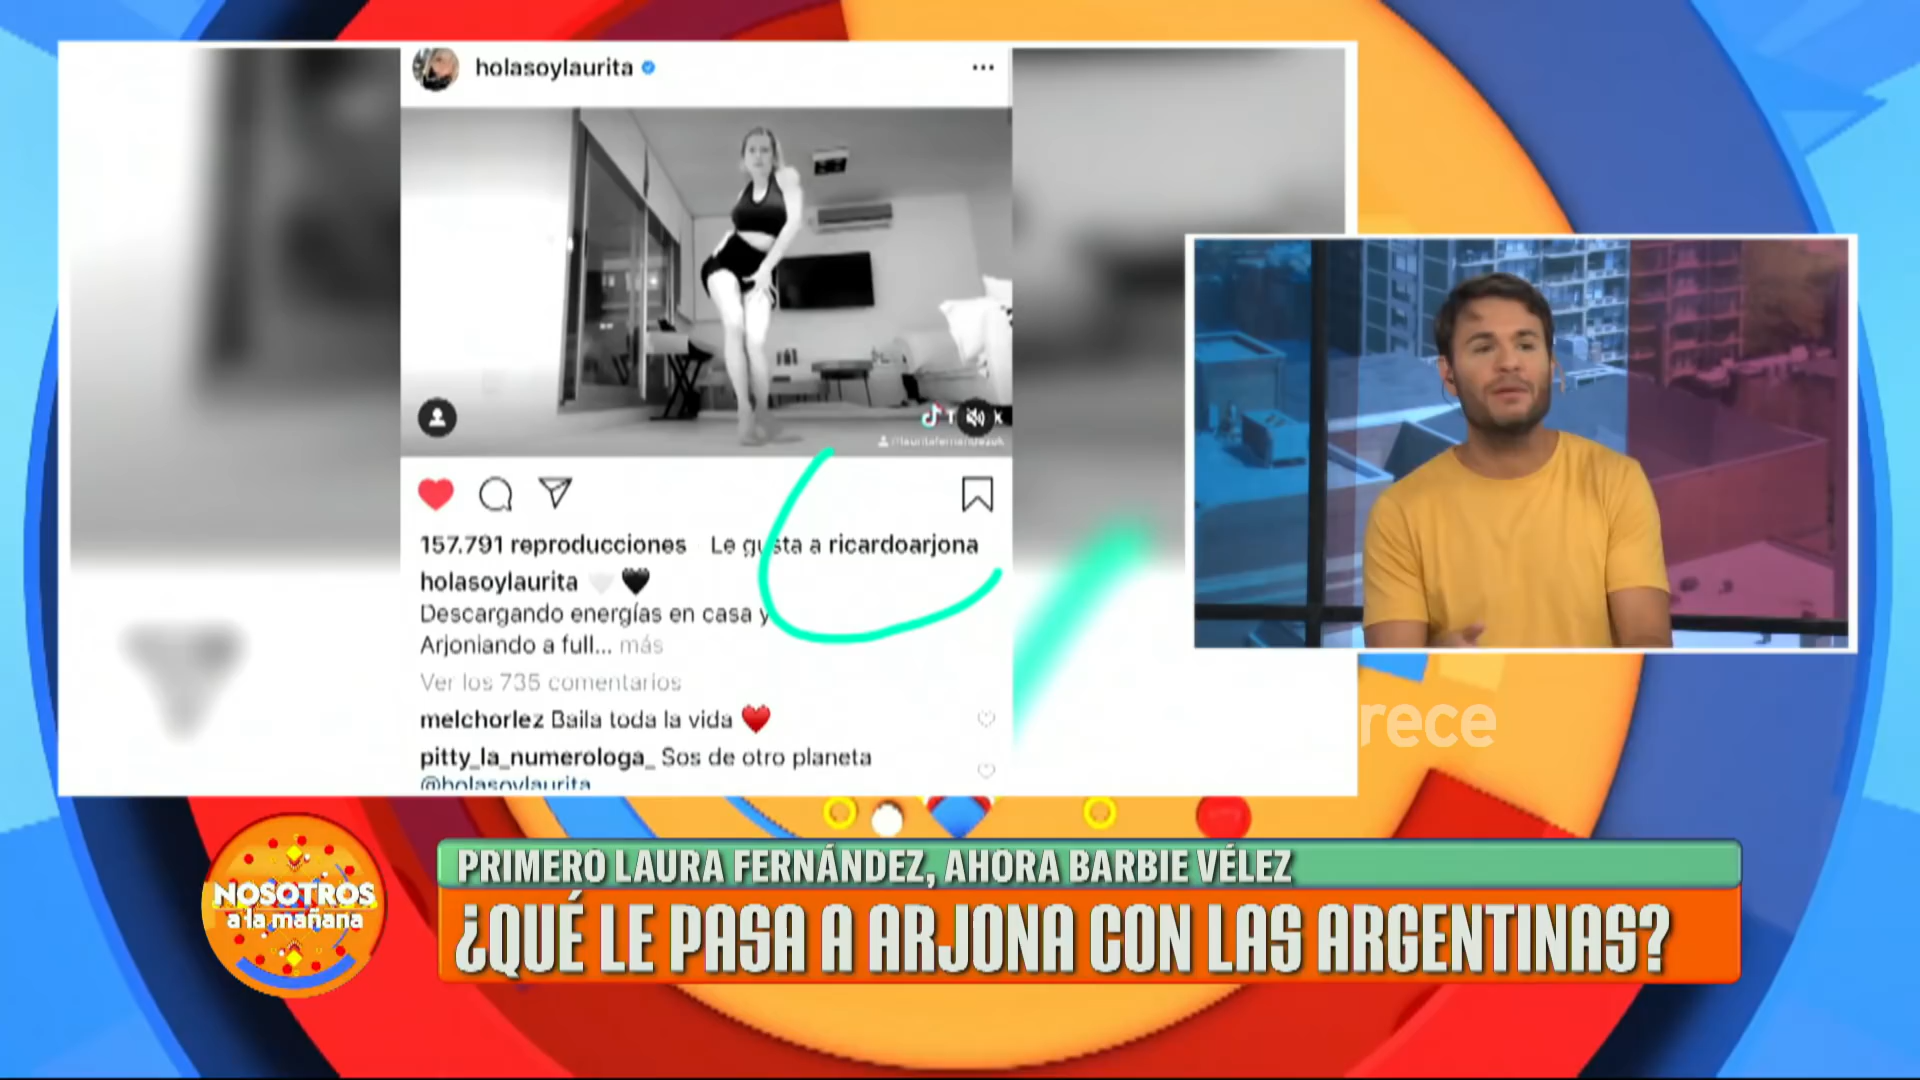 holasoylaurita
157.791 reproducciones Le gusta a ricardoarjona
holasoylaurita 🤍🖤
Descargando energías en casa y
Arjoniando a full... más
Ver los 735 comentarios
melchorlez Baila toda la vida ❤️
pitty_la_numerologa_ Sos de otro planeta
@holasoylaurita
rece
NOSOTROS
a la mañana
PRIMERO LAURA FERNÁNDEZ, AHORA BARBIE VÉLEZ
¿QUÉ LE PASA A ARJONA CON LAS ARGENTINAS?